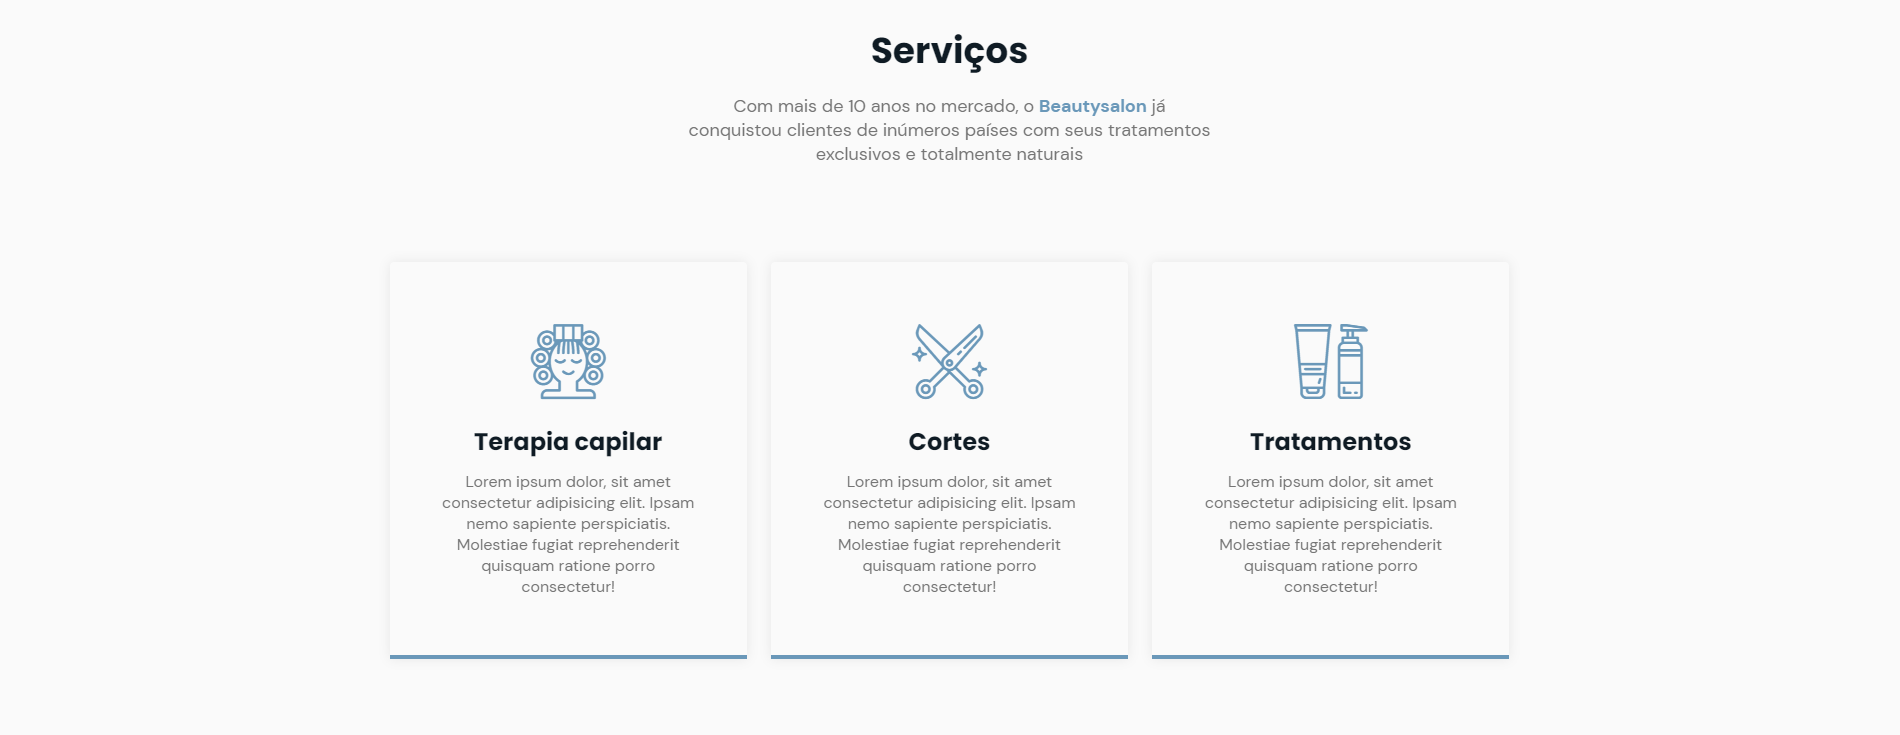 Serviços
Com mais de 10 anos no mercado, o Beautysalon já
conquistou clientes de inúmeros países com seus tratamentos
exclusivos e totalmente naturais
Terapia capilar
Lorem ipsum dolor, sit amet
consectetur adipisicing elit. Ipsam
nemo sapiente perspiciatis.
Molestiae fugiat reprehenderit
quisquam ratione porro
consectetur!
Cortes
Lorem ipsum dolor, sit amet
consectetur adipisicing elit. Ipsam
nemo sapiente perspiciatis.
Molestiae fugiat reprehenderit
quisquam ratione porro
consectetur!
Tratamentos
Lorem ipsum dolor, sit amet
consectetur adipisicing elit. Ipsam
nemo sapiente perspiciatis.
Molestiae fugiat reprehenderit
quisquam ratione porro
consectetur!